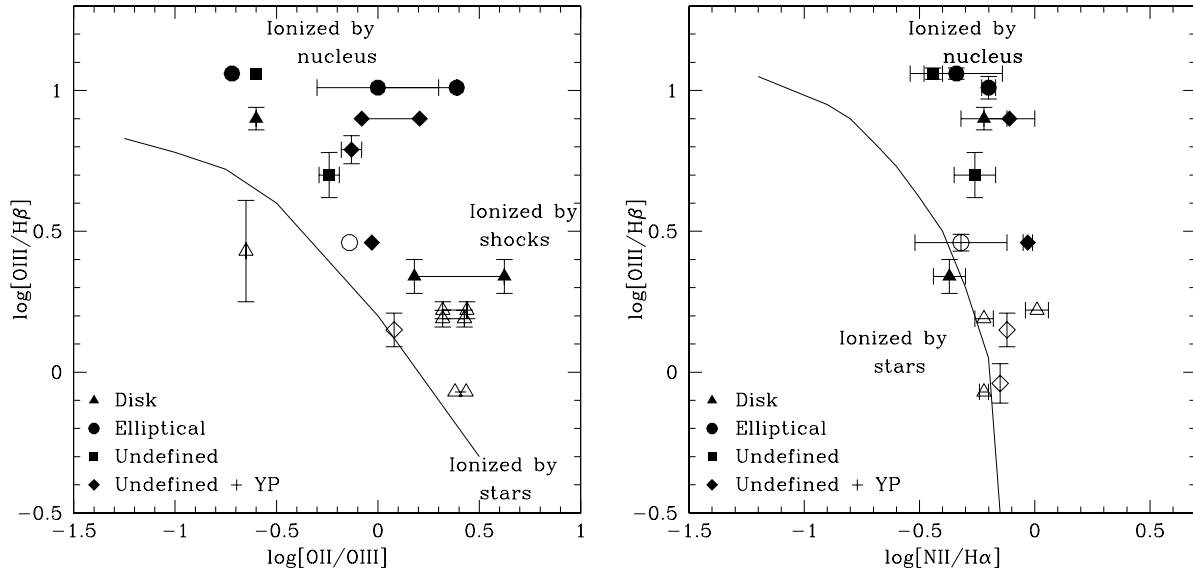 Ionized by
nucleus
1
log[OIII/Hβ]
0.5
Ionized by
shocks
0
▲ Disk
● Elliptical
■ Undefined
◆ Undefined + YP
Ionized by
stars
−0.5
−1.5 −1 −0.5 0 0.5 1
log[OII/OIII]
Ionized by
nucleus
1
log[OIII/Hβ]
0.5
Ionized by
stars
0
▲ Disk
● Elliptical
■ Undefined
◆ Undefined + YP
−0.5
−1.5 −1 −0.5 0 0.5
log[NII/Hα]